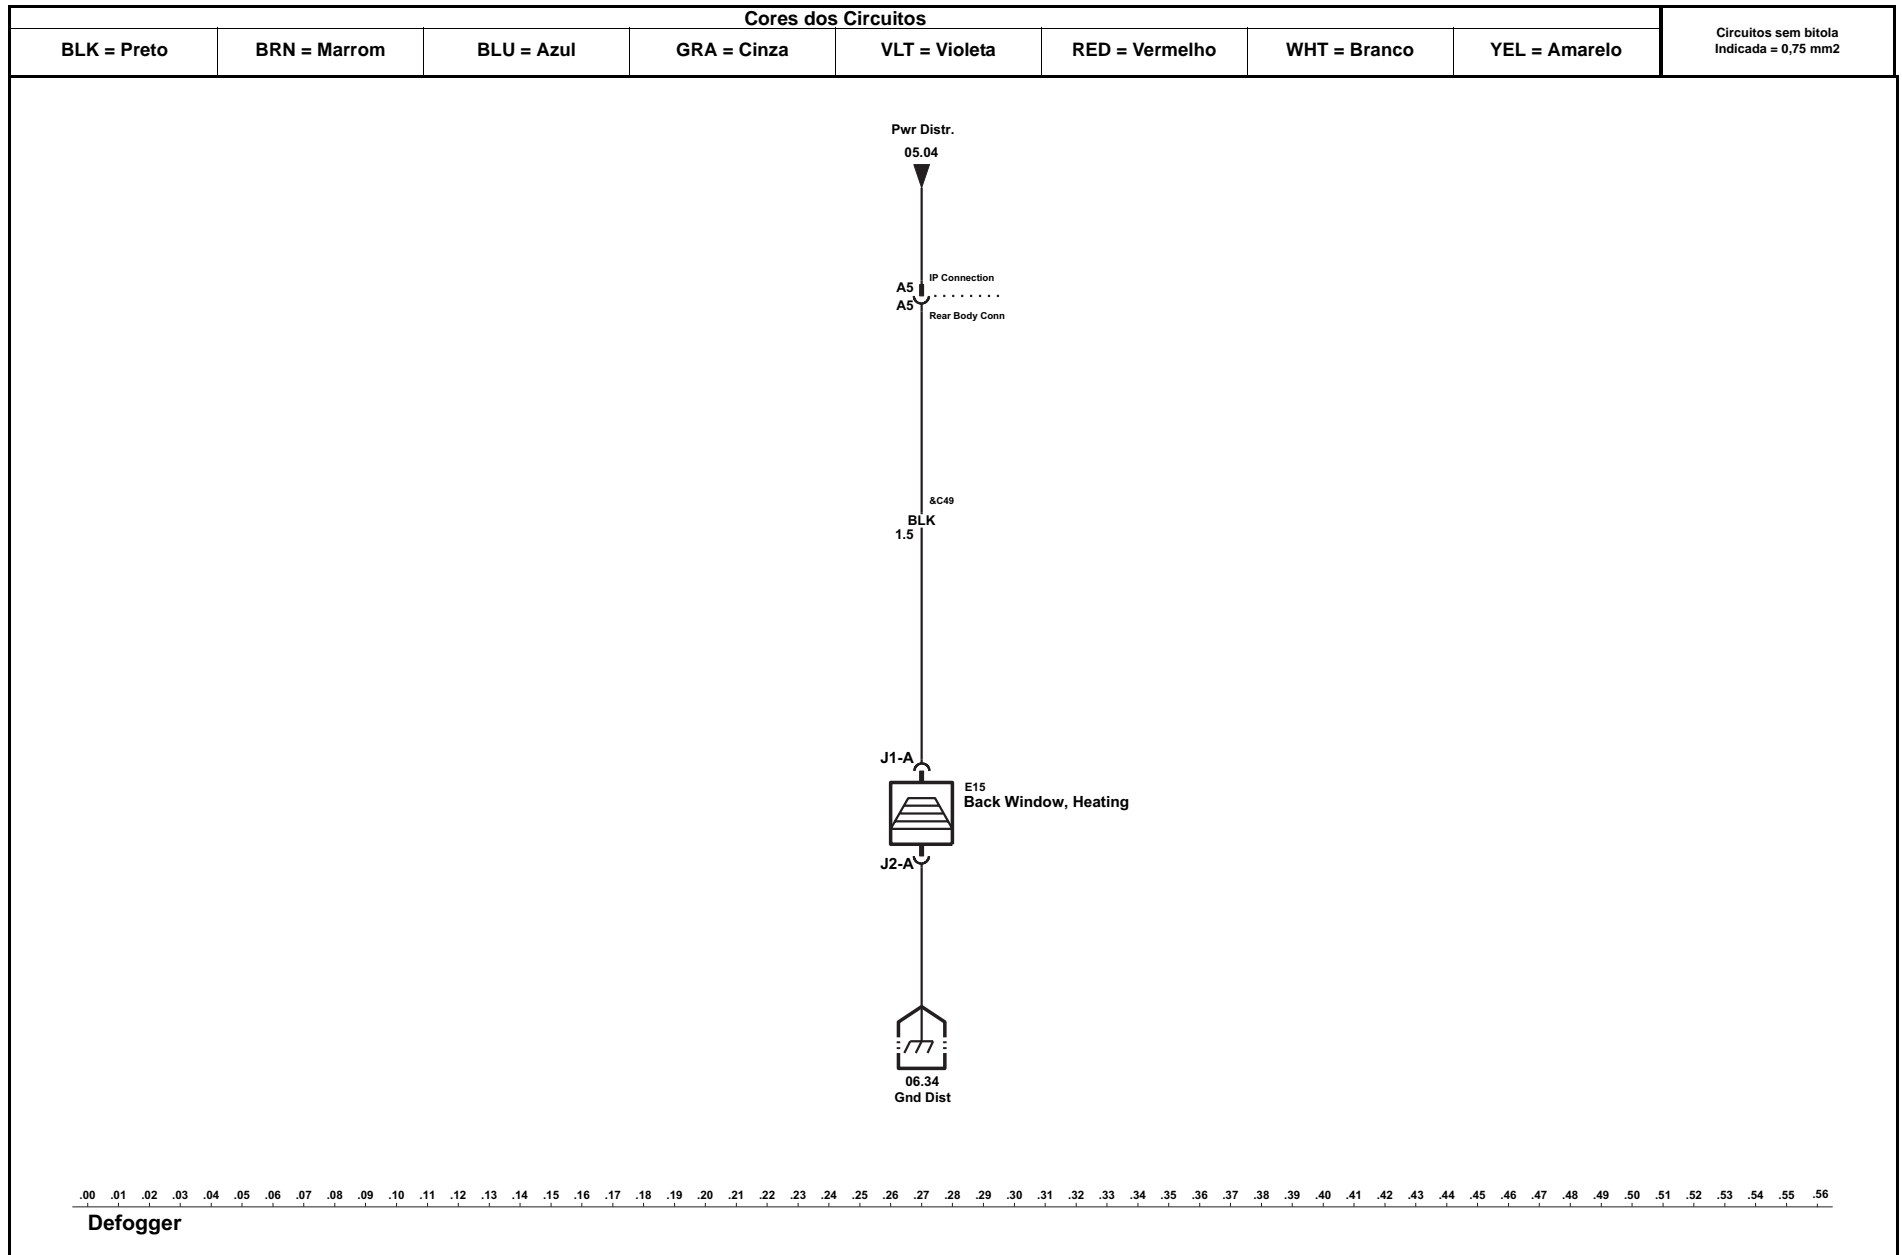 Cores dos Circuitos
BLK = Preto
BRN = Marrom
BLU = Azul
GRA = Cinza
VLT = Violeta
RED = Vermelho
WHT = Branco
YEL = Amarelo
Circuitos sem bitola
Indicada = 0,75 mm2
Pwr Distr.
05.04
IP Connection
A5
A5
Rear Body Conn
&C49
BLK
1.5
J1-A
E15
Back Window, Heating
J2-A
06.34
Gnd Dist
.00 .01 .02 .03 .04 .05 .06 .07 .08 .09 .10 .11 .12 .13 .14 .15 .16 .17 .18 .19 .20 .21 .22 .23 .24 .25 .26 .27 .28 .29 .30 .31 .32 .33 .34 .35 .36 .37 .38 .39 .40 .41 .42 .43 .44 .45 .46 .47 .48 .49 .50 .51 .52 .53 .54 .55 .56
Defogger